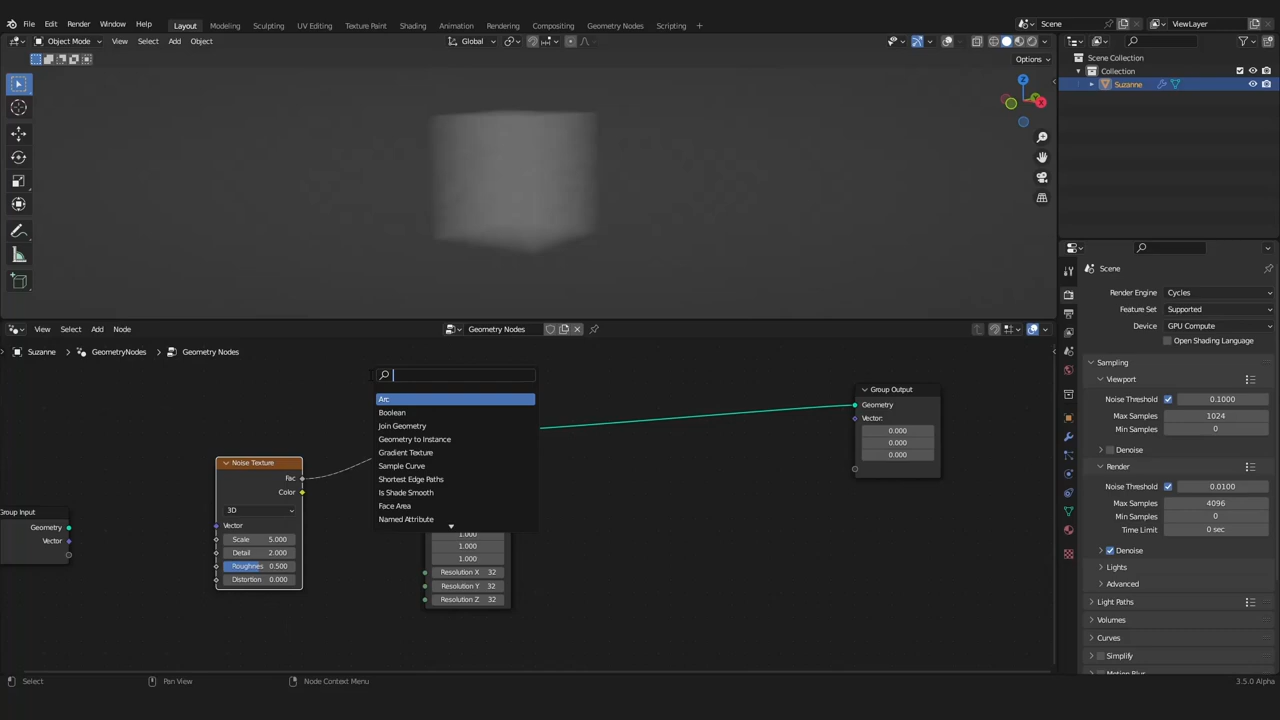 File Edit Render Window Help Layout Modeling Sculpting UV Editing Texture Paint Shading Animation Rendering Compositing Geometry Nodes Scripting + Scene ViewLayer
Object Mode View Select Add Object Global
Options
Scene Collection
Collection
Suzanne
Scene
Render Engine Cycles
Feature Set Supported
Device GPU Compute
Open Shading Language
Sampling
Viewport
Noise Threshold 0.1000
Max Samples 1024
Min Samples 0
Denoise
Render
Noise Threshold 0.0100
Max Samples 4096
Min Samples 0
Time Limit 0 sec
Denoise
Lights
Advanced
Light Paths
Volumes
Curves
Simplify
Motion Blur
View Select Add Node Geometry Nodes
Suzanne > GeometryNodes > Geometry Nodes
Arc
Boolean
Join Geometry
Geometry to Instance
Gradient Texture
Sample Curve
Shortest Edge Paths
Is Shade Smooth
Face Area
Named Attribute
Group Output
Geometry
Vector:
0.000
0.000
0.000
Noise Texture
Fac
Color
3D
Vector
Scale 5.000
Detail 2.000
Roughnes 0.500
Distortion 0.000
Group Input
Geometry
Vector
1.000
1.000
1.000
Resolution X 32
Resolution Y 32
Resolution Z 32
Select Pan View Node Context Menu 3.5.0 Alpha